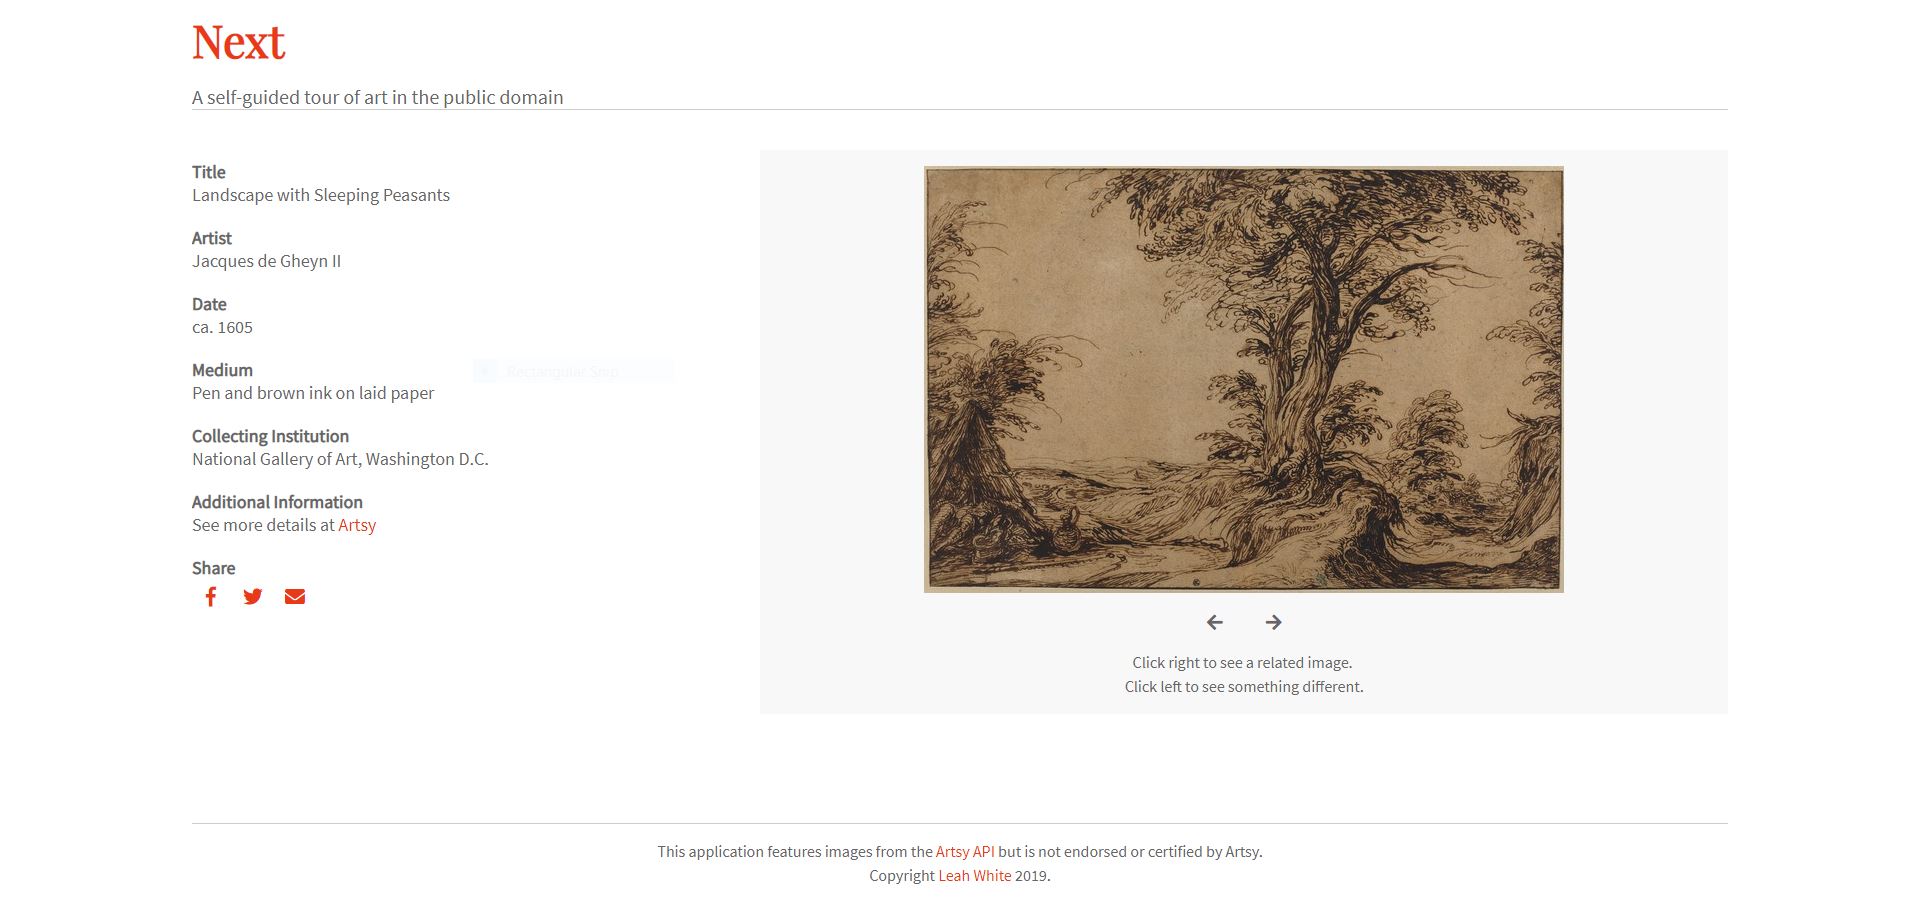 Next
A self-guided tour of art in the public domain
Title
Landscape with Sleeping Peasants
Artist
Jacques de Gheyn II
Date
ca. 1605
Medium
Pen and brown ink on laid paper
Rectangular Snip
Collecting Institution
National Gallery of Art, Washington D.C.
Additional Information
See more details at Artsy
Share
Click right to see a related image.
Click left to see something different.
This application features images from the Artsy API but is not endorsed or certified by Artsy.
Copyright Leah White 2019.